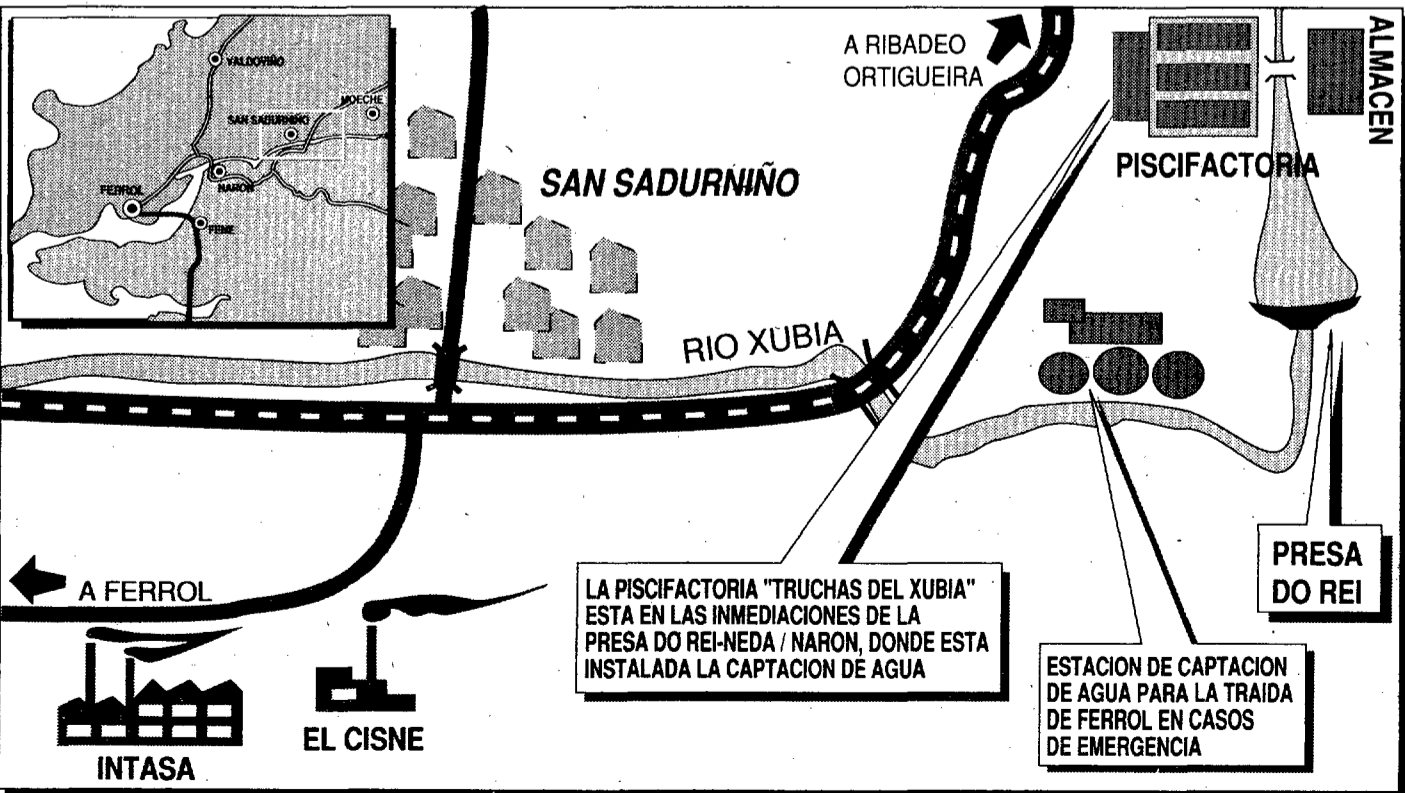 VALDOVIÑO
MOECHE
SAN SADURNIÑO
NARON
FERROL
FENE
A RIBADEO
ORTIGUEIRA
ALMACEN
PISCIFACTORIA
SAN SADURNIÑO
RIO XUBIA
A FERROL
INTASA
EL CISNE
LA PISCIFACTORIA "TRUCHAS DEL XUBIA"
ESTA EN LAS INMEDIACIONES DE LA
PRESA DO REI-NEDA / NARON, DONDE ESTA
INSTALADA LA CAPTACION DE AGUA
PRESA
DO REI
ESTACION DE CAPTACION
DE AGUA PARA LA TRAIDA
DE FERROL EN CASOS
DE EMERGENCIA